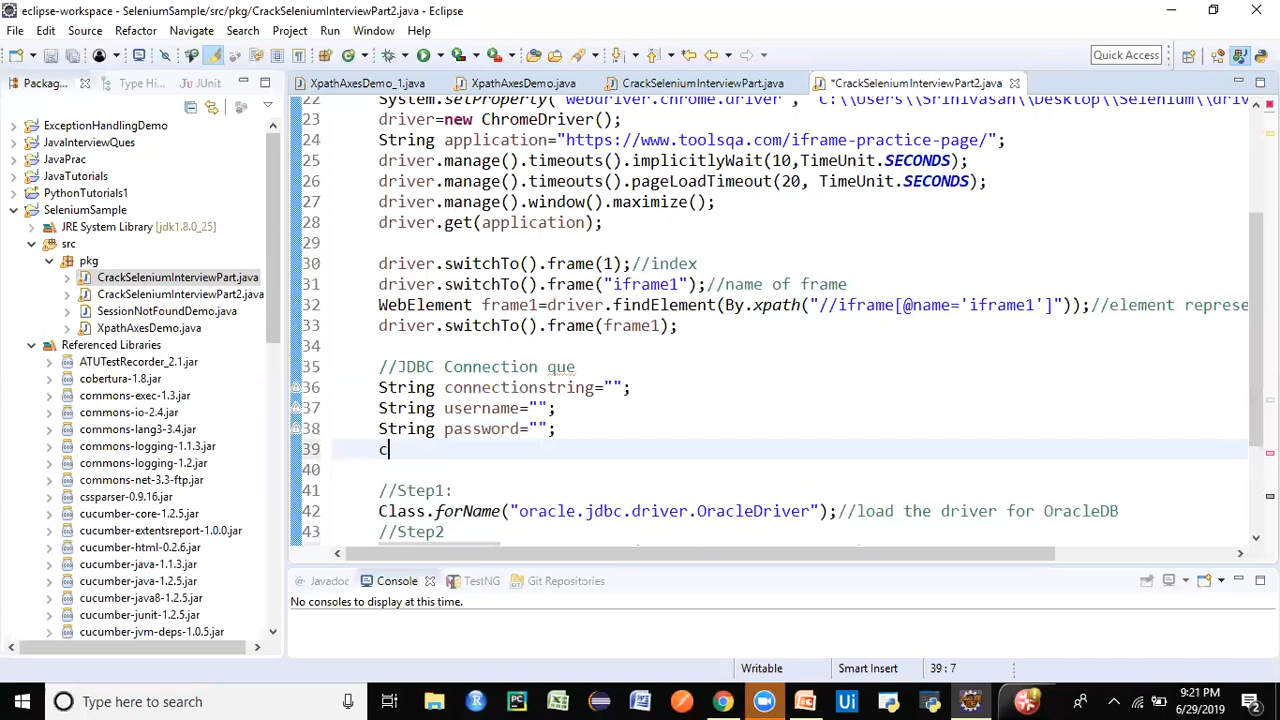 eclipse-workspace - SeleniumSample/src/pkg/CrackSeleniumInterviewPart2.java - Eclipse
File Edit Source Refactor Navigate Search Project Run Window Help
Quick Access
Packag... Type Hi... JUnit
XpathAxesDemo_1.java XpathAxesDemo.java CrackSeleniumInterviewPart.java *CrackSeleniumInterviewPart2.java
ExceptionHandlingDemo
JavaInterviewQues
JavaPrac
JavaTutorials
PythonTutorials1
SeleniumSample
JRE System Library [jdk1.8.0_25]
src
pkg
CrackSeleniumInterviewPart.java
CrackSeleniumInterviewPart2.java
SessionNotFoundDemo.java
XpathAxesDemo.java
Referenced Libraries
ATUTestRecorder_2.1.jar
cobertura-1.8.jar
commons-exec-1.3.jar
commons-io-2.4.jar
commons-lang3-3.4.jar
commons-logging-1.1.3.jar
commons-logging-1.2.jar
commons-net-3.3-ftp.jar
cssparser-0.9.16.jar
cucumber-core-1.2.5.jar
cucumber-extentsreport-1.0.0.jar
cucumber-html-0.2.6.jar
cucumber-java-1.1.3.jar
cucumber-java-1.2.5.jar
cucumber-java8-1.2.5.jar
cucumber-junit-1.2.5.jar
cucumber-jvm-deps-1.0.5.jar
22 System.setProperty("webdriver.chrome.driver", "C:\\Users\\Srinivasan\\Desktop\\Selenium\\driv
23 driver=new ChromeDriver();
24 String application="https://www.toolsqa.com/iframe-practice-page/";
25 driver.manage().timeouts().implicitlyWait(10,TimeUnit.SECONDS);
26 driver.manage().timeouts().pageLoadTimeout(20, TimeUnit.SECONDS);
27 driver.manage().window().maximize();
28 driver.get(application);
29
30 driver.switchTo().frame(1);//index
31 driver.switchTo().frame("iframe1");//name of frame
32 WebElement frame1=driver.findElement(By.xpath("//iframe[@name='iframe1']"));//element represe
33 driver.switchTo().frame(frame1);
34
35 //JDBC Connection que
36 String connectionstring="";
37 String username="";
38 String password="";
39 c
40
41 //Step1:
42 Class.forName("oracle.jdbc.driver.OracleDriver");//load the driver for OracleDB
43 //Step2
Javadoc Console TestNG Git Repositories
No consoles to display at this time.
Writable Smart Insert 39 : 7
Type here to search
9:21 PM
6/29/2019